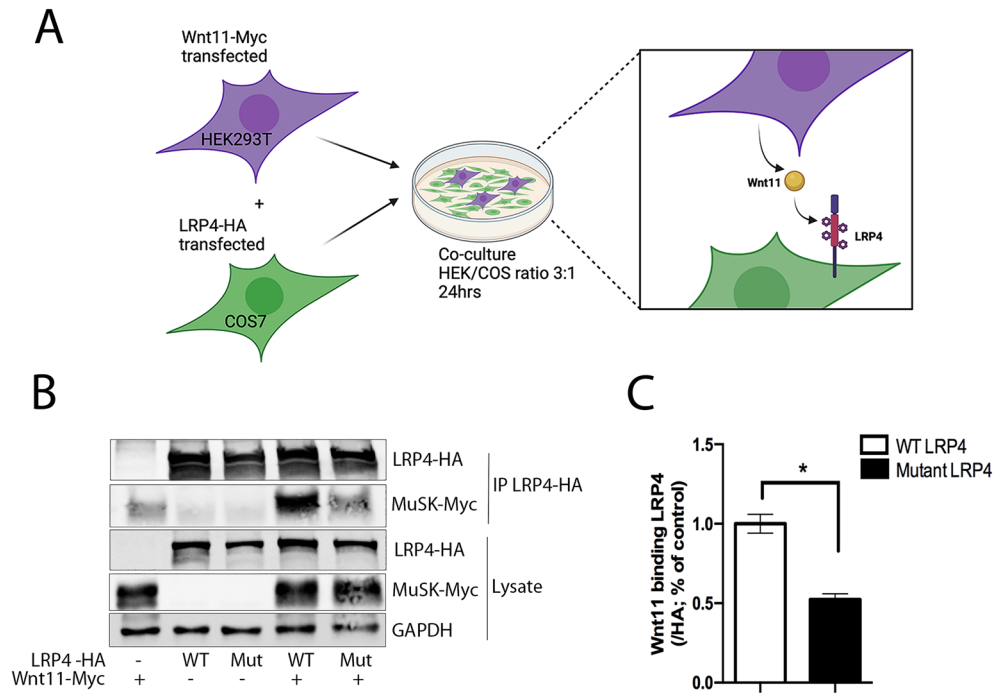 A
Wnt11-Myc
transfected
HEK293T
+
LRP4-HA
transfected
COS7
Co-culture
HEK/COS ratio 3:1
24hrs
Wnt11
LRP4
B
LRP4-HA
MuSK-Myc
IP LRP4-HA
LRP4-HA
MuSK-Myc
GAPDH
Lysate
LRP4 -HA - WT Mut WT Mut
Wnt11-Myc + - - + +
C
WT LRP4
Mutant LRP4
Wnt11 binding LRP4
(/HA; % of control)
1.5
1.0
0.5
0.0
*